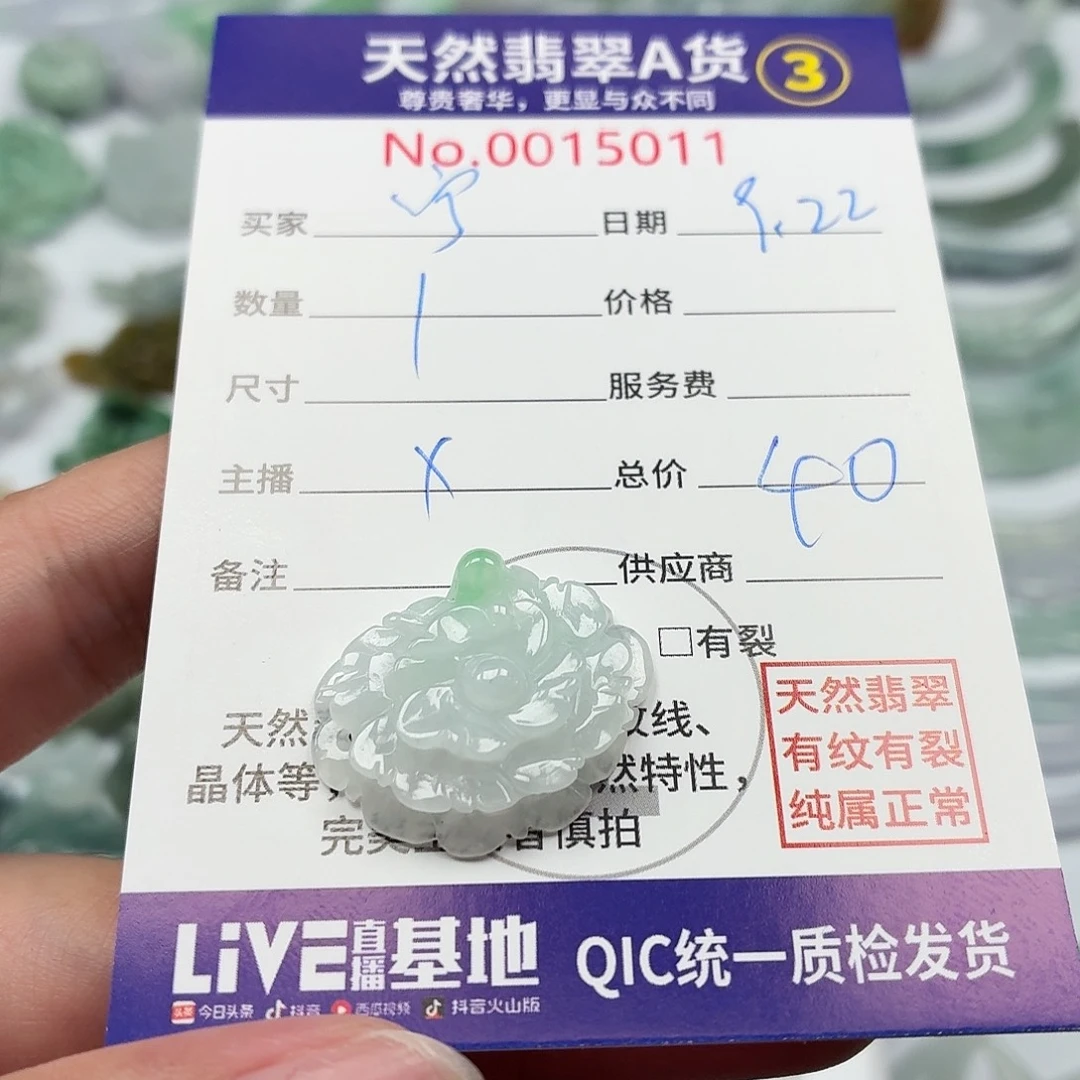 天然翡翠A货 3
尊贵奢华，更显与众不同
No.0015011
买家 宁 日期 9.22
数量 1 价格
尺寸 服务费
主播 X 总价 40
备注 供应商
□有裂
天然 纹线、
晶体等 然特性，
完美 者慎拍
天然翡翠
有纹有裂
纯属正常
LiVE直播基地 QIC统一质检发货
头条 今日头条 抖音 西瓜视频 抖音火山版